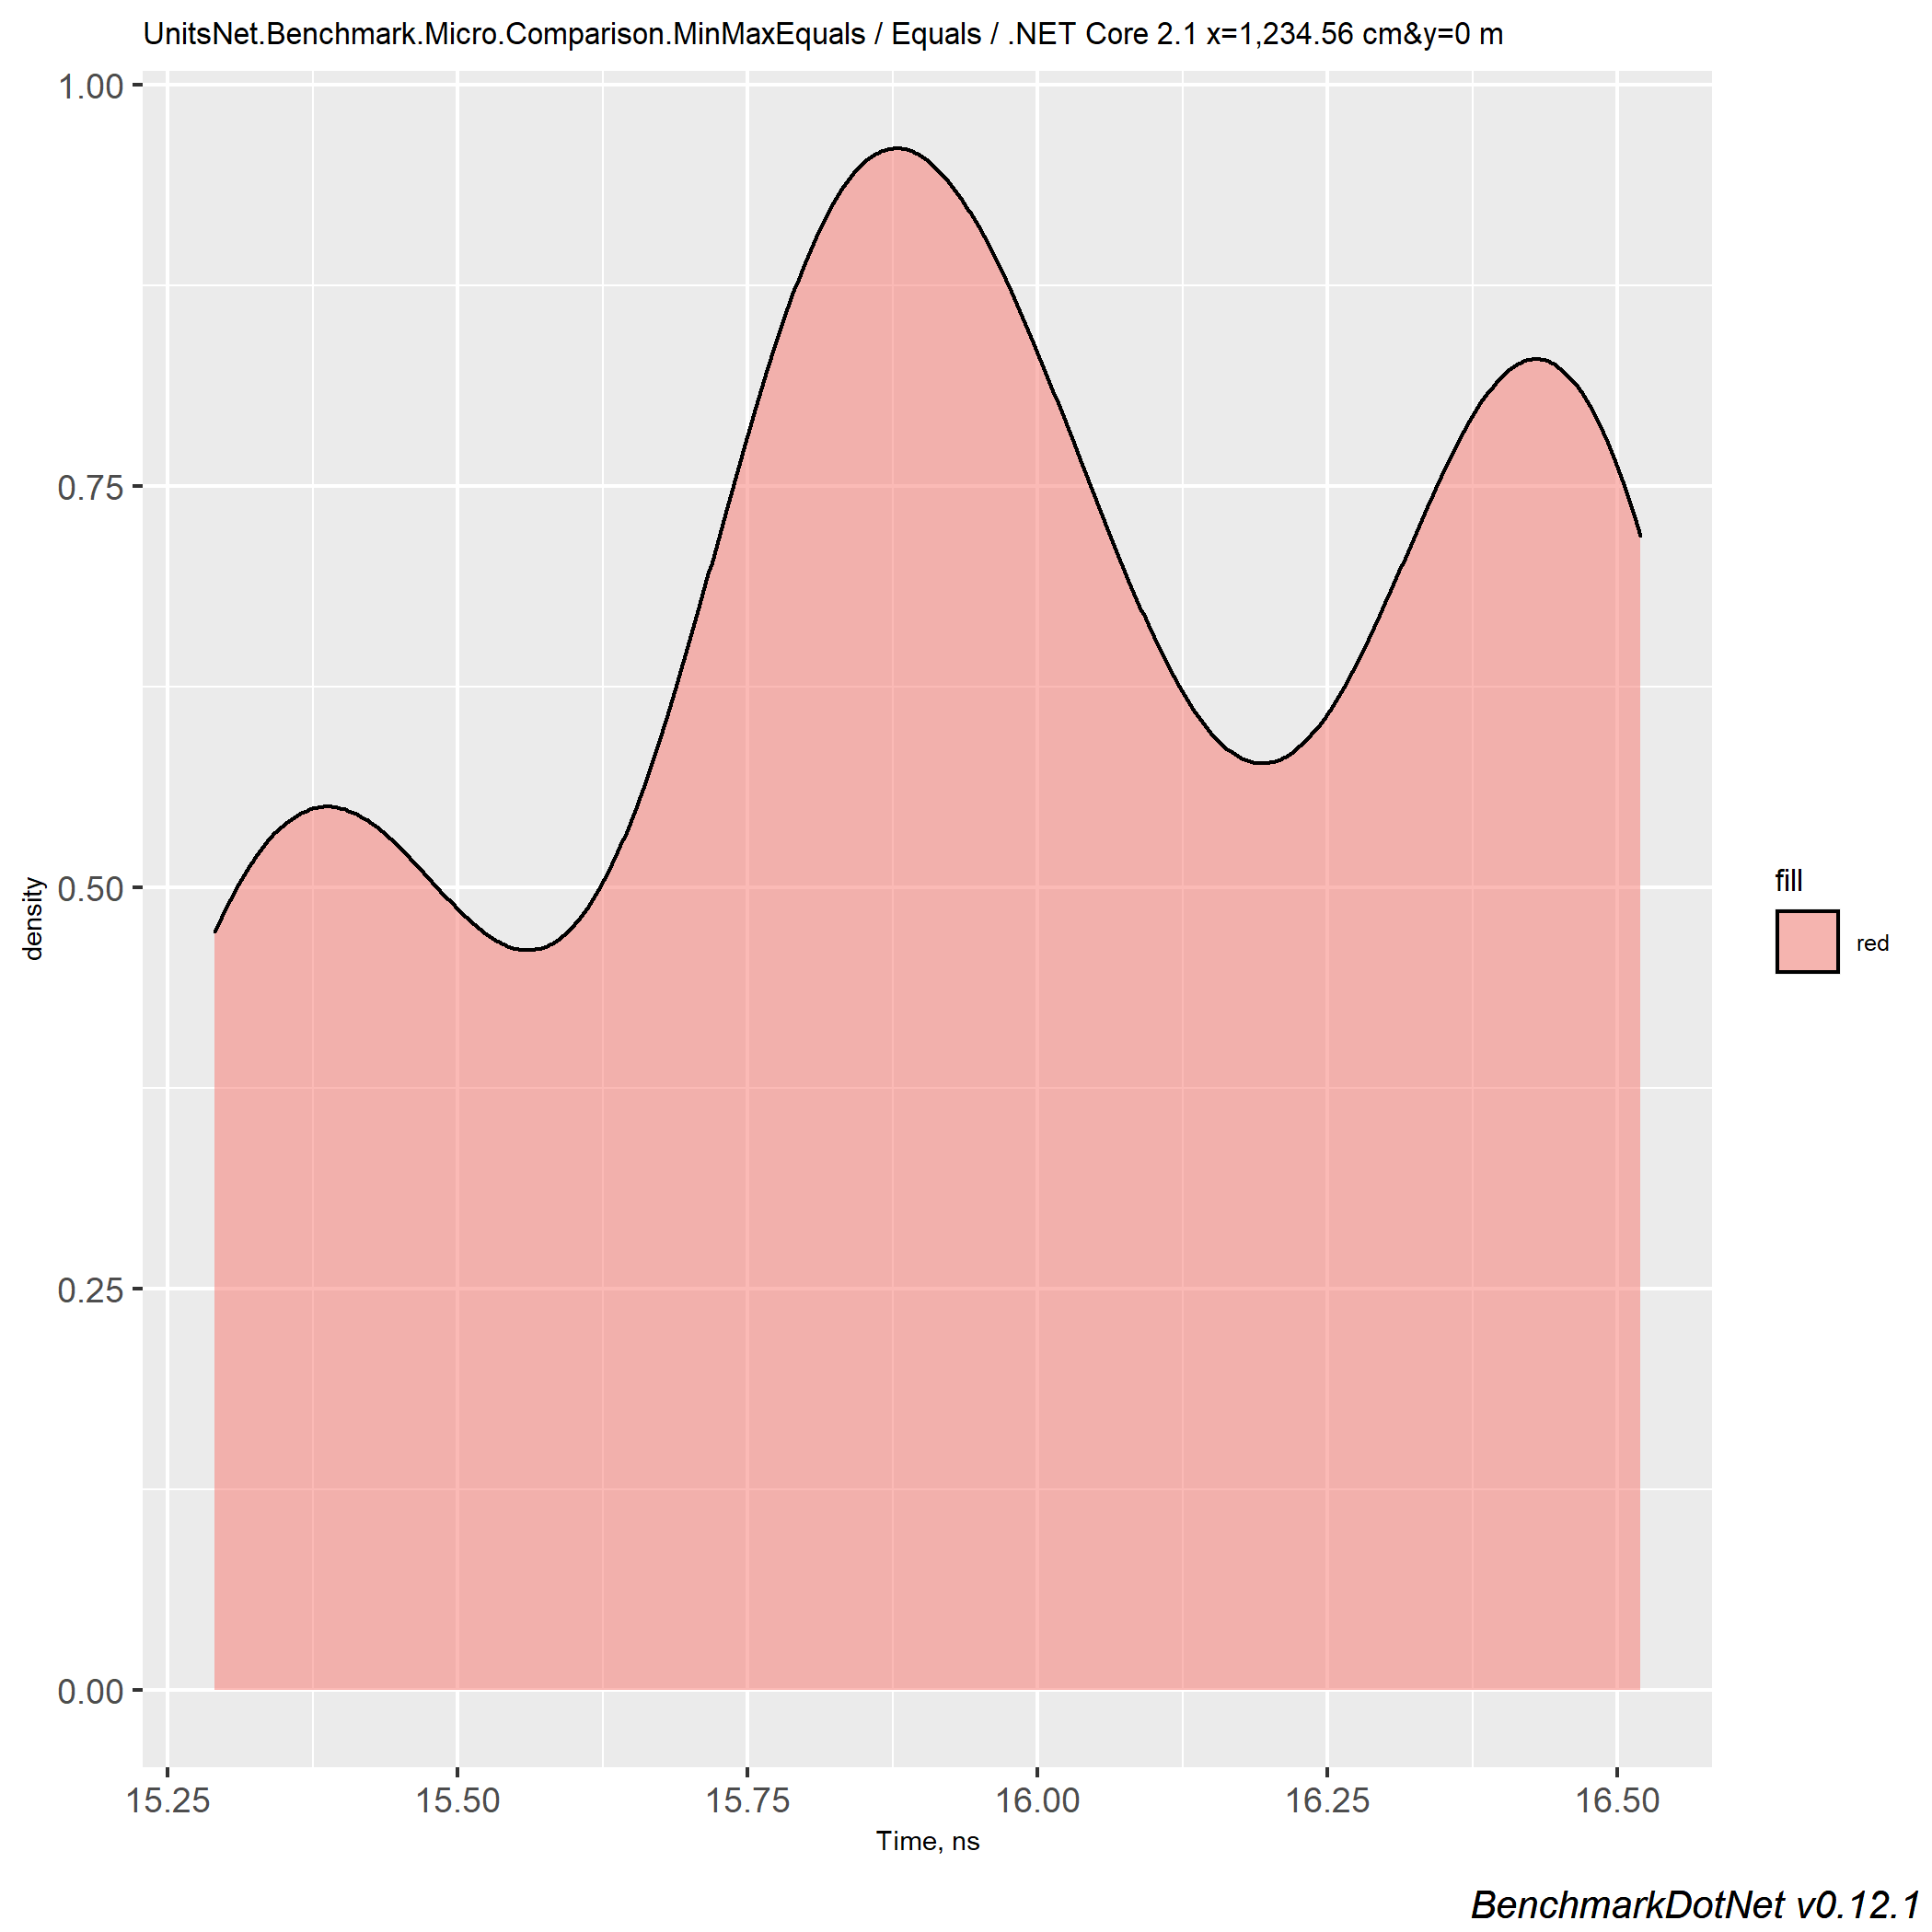 UnitsNet.Benchmark.Micro.Comparison.MinMaxEquals / Equals / .NET Core 2.1 x=1,234.56 cm&y=0 m
1.00
0.75
0.50
0.25
0.00
density
15.25 15.50 15.75 16.00 16.25 16.50
Time, ns
fill
red
BenchmarkDotNet v0.12.1